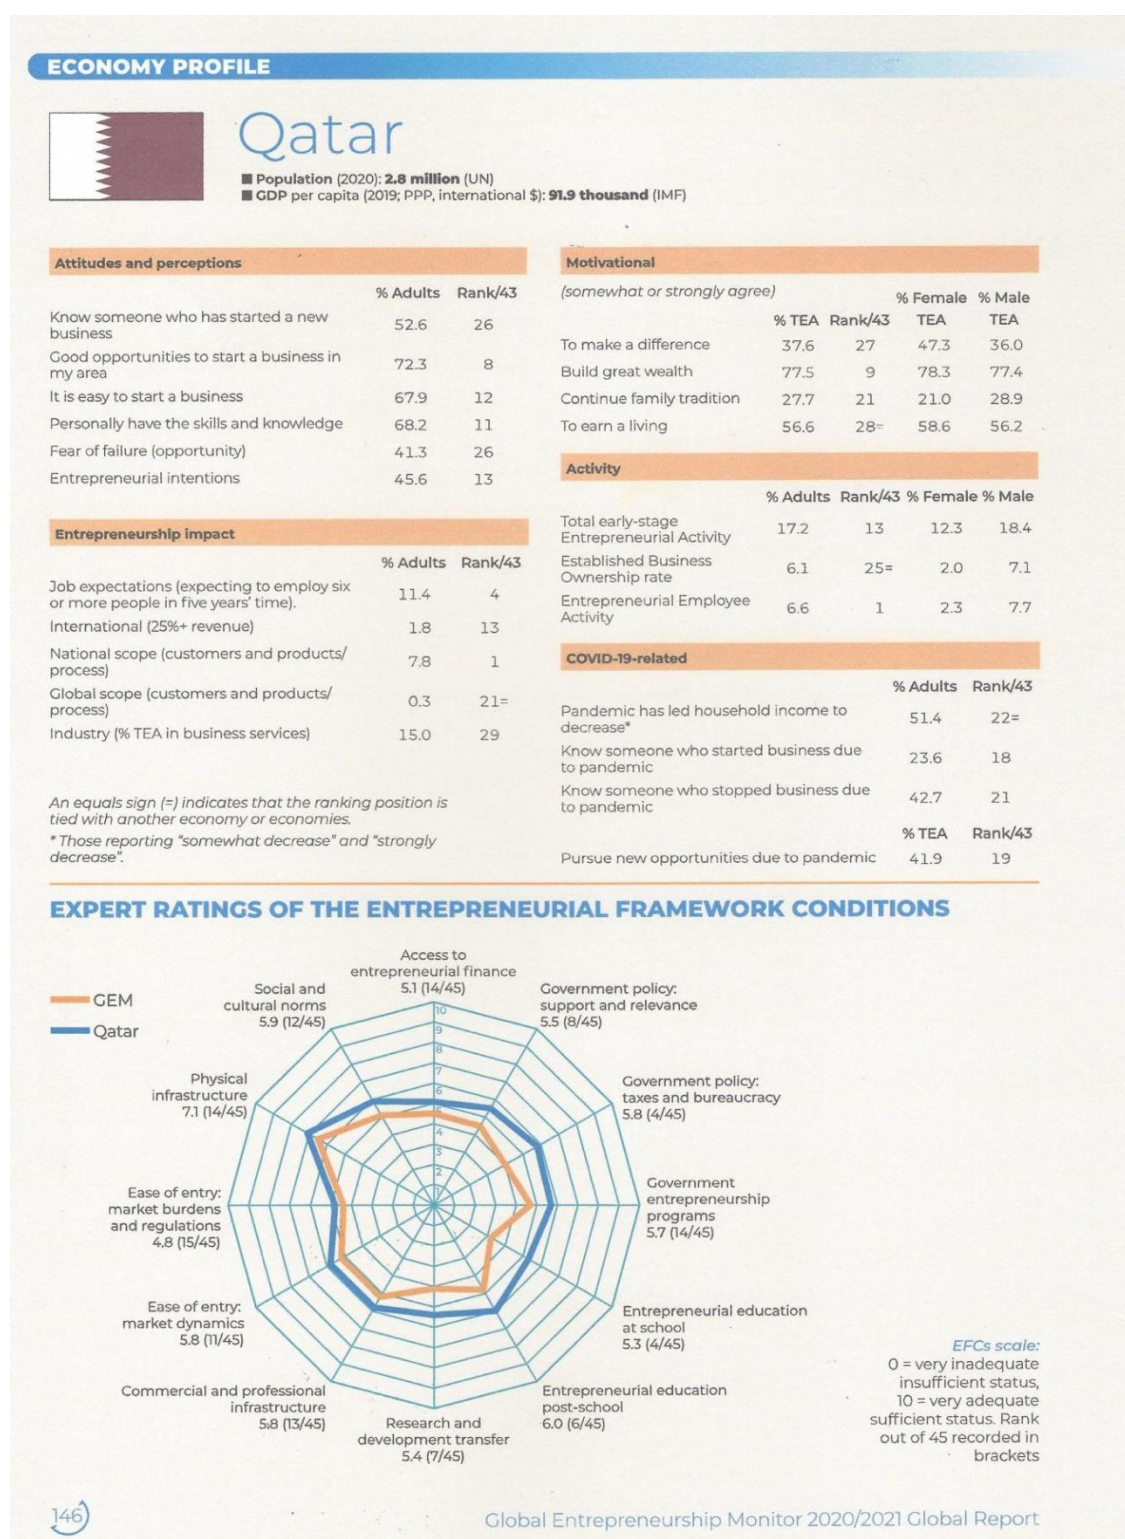 ECONOMY PROFILE
Qatar
■ Population (2020): 2.8 million (UN)
■ GDP per capita (2019; PPP, international $): 91.9 thousand (IMF)
Attitudes and perceptions
% Adults Rank/43
Know someone who has started a new
business 52.6 26
Good opportunities to start a business in
my area 72.3 8
It is easy to start a business 67.9 12
Personally have the skills and knowledge 68.2 11
Fear of failure (opportunity) 41.3 26
Entrepreneurial intentions 45.6 13
Entrepreneurship impact
% Adults Rank/43
Job expectations (expecting to employ six
or more people in five years' time). 11.4 4
International (25%+ revenue) 1.8 13
National scope (customers and products/
process) 7.8 1
Global scope (customers and products/
process) 0.3 21=
Industry (% TEA in business services) 15.0 29
An equals sign (=) indicates that the ranking position is
tied with another economy or economies.
* Those reporting "somewhat decrease" and "strongly
decrease".
Motivational
(somewhat or strongly agree)
% Female % Male
% TEA Rank/43 TEA TEA
To make a difference 37.6 27 47.3 36.0
Build great wealth 77.5 9 78.3 77.4
Continue family tradition 27.7 21 21.0 28.9
To earn a living 56.6 28= 58.6 56.2
Activity
% Adults Rank/43 % Female % Male
Total early-stage
Entrepreneurial Activity 17.2 13 12.3 18.4
Established Business
Ownership rate 6.1 25= 2.0 7.1
Entrepreneurial Employee
Activity 6.6 1 2.3 7.7
COVID-19-related
% Adults Rank/43
Pandemic has led household income to
decrease* 51.4 22=
Know someone who started business due
to pandemic 23.6 18
Know someone who stopped business due
to pandemic 42.7 21
% TEA Rank/43
Pursue new opportunities due to pandemic 41.9 19
EXPERT RATINGS OF THE ENTREPRENEURIAL FRAMEWORK CONDITIONS
GEM
Qatar
Access to
entrepreneurial finance
5.1 (14/45)
Government policy:
support and relevance
5.5 (8/45)
Government policy:
taxes and bureaucracy
5.8 (4/45)
Government
entrepreneurship
programs
5.7 (14/45)
Entrepreneurial education
at school
5.3 (4/45)
Entrepreneurial education
post-school
6.0 (6/45)
Research and
development transfer
5.4 (7/45)
Commercial and professional
infrastructure
5.8 (13/45)
Ease of entry:
market dynamics
5.8 (11/45)
Ease of entry:
market burdens
and regulations
4.8 (15/45)
Physical
infrastructure
7.1 (14/45)
Social and
cultural norms
5.9 (12/45)
10
9
8
7
6
5
4
3
2
1
EFCs scale:
0 = very inadequate
insufficient status,
10 = very adequate
sufficient status. Rank
out of 45 recorded in
brackets
146
Global Entrepreneurship Monitor 2020/2021 Global Report